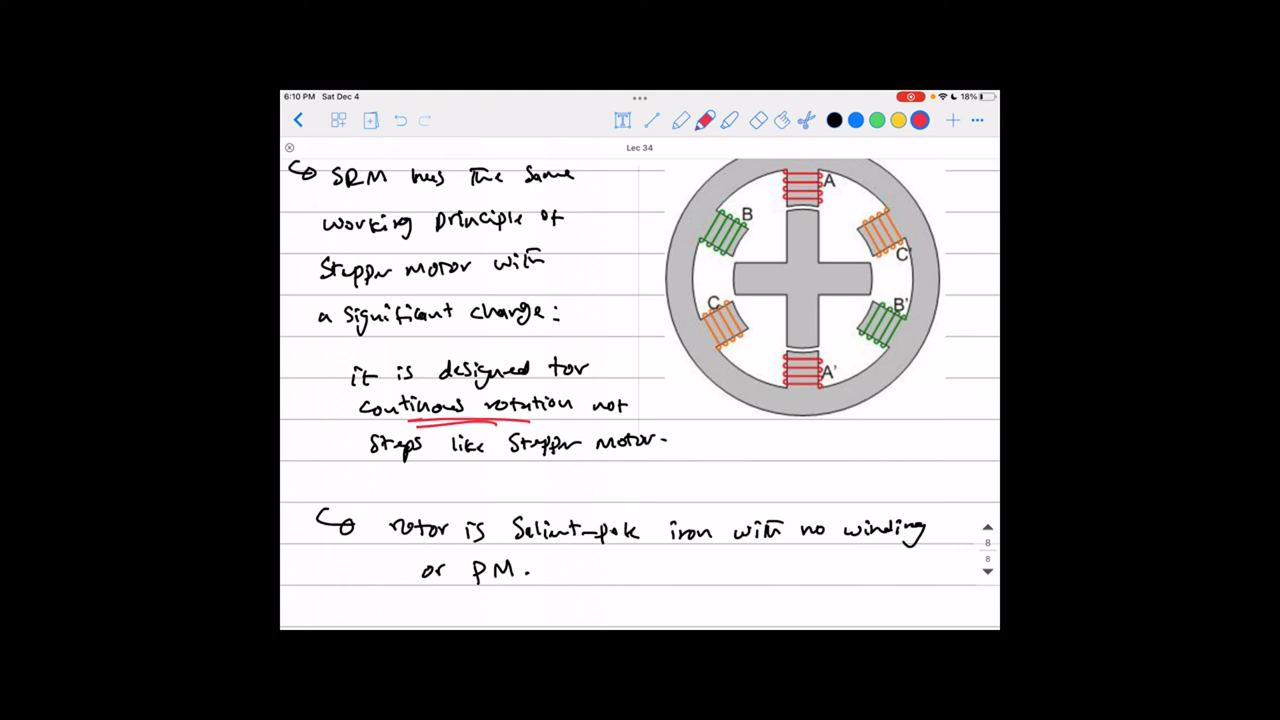 6:10 PM Sat Dec 4
18%
Lec 34
SRM has the same
working principle of
Stepper motor with
a significant change:
it is designed for
continuous rotation not
steps like stepper motor.
rotor is Salient-pole iron with no winding
or PM.
A
B
C'
C
B'
A'
8
8